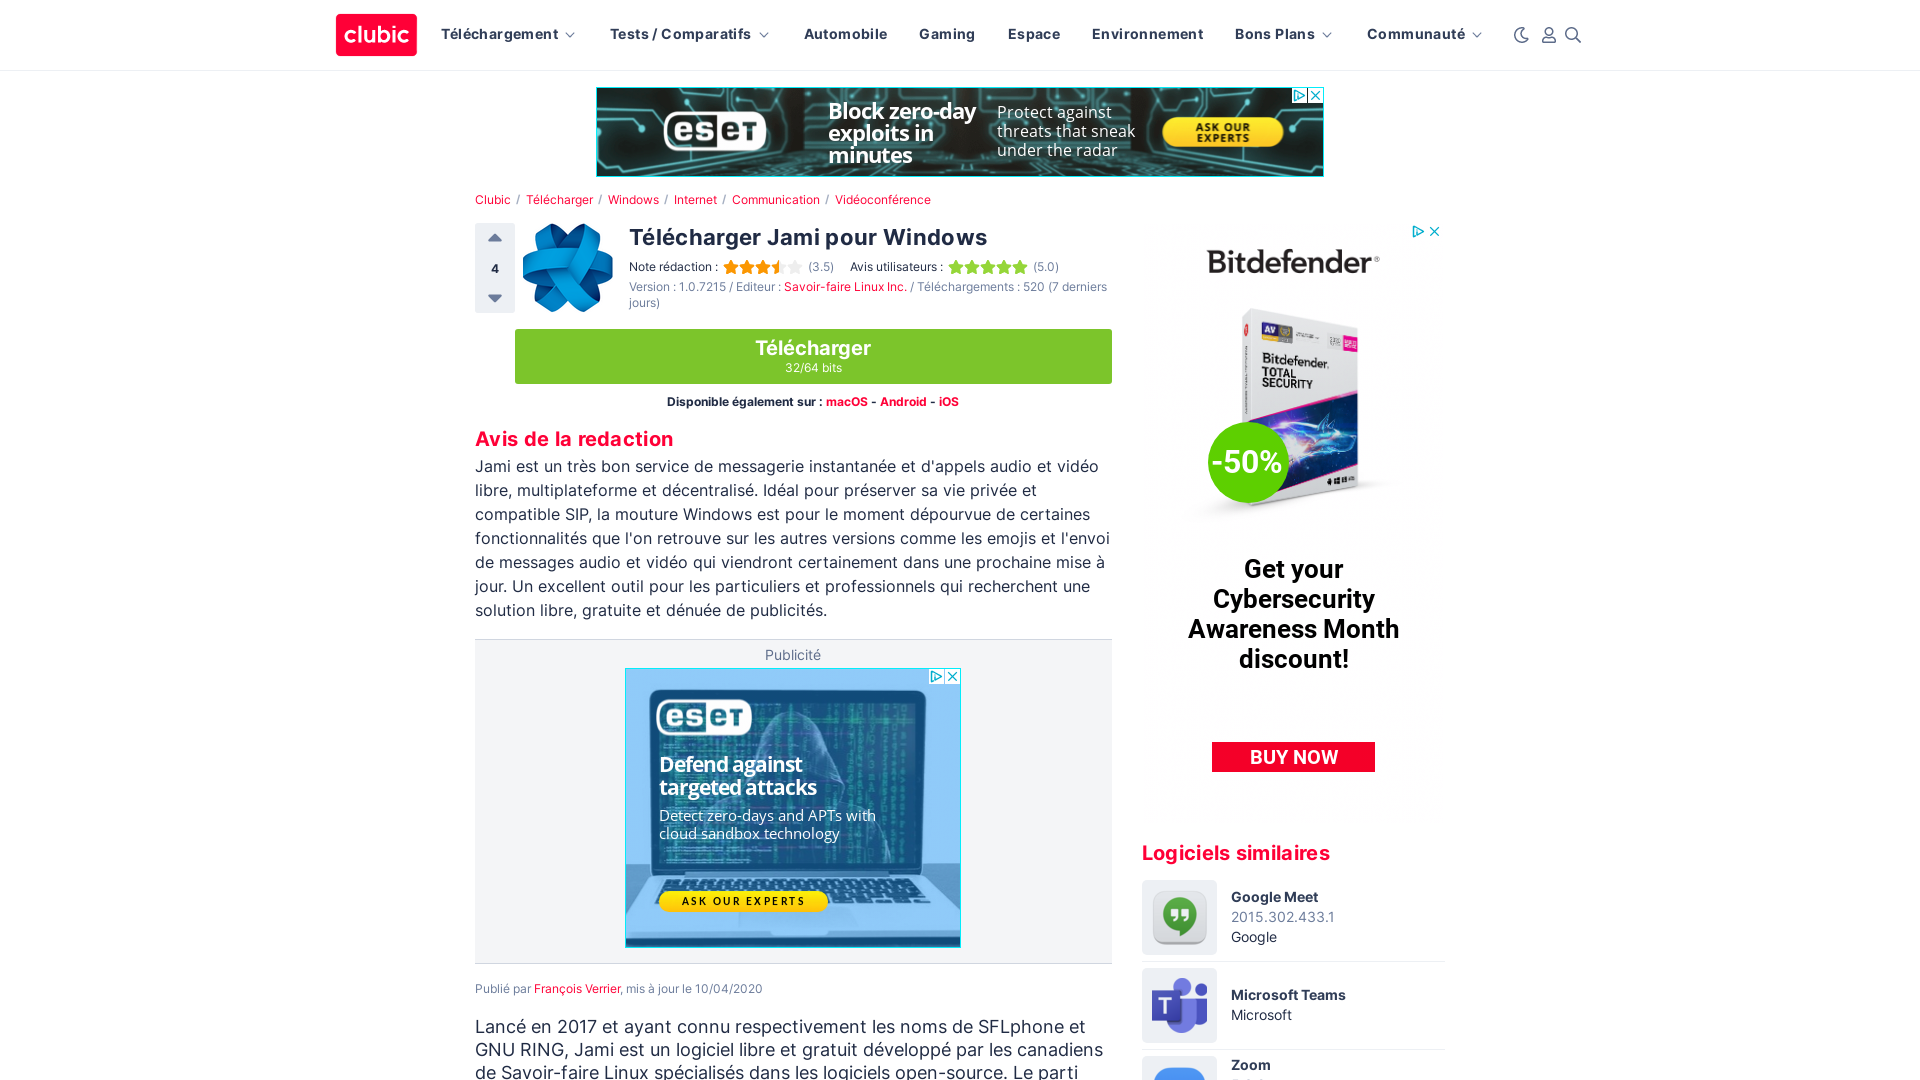 clubic
Téléchargement
Tests / Comparatifs
Automobile
Gaming
Espace
Environnement
Bons Plans
Communauté
eset
Block zero-day
exploits in
minutes
Protect against
threats that sneak
under the radar
ASK OUR
EXPERTS
Clubic / Télécharger / Windows / Internet / Communication / Vidéoconférence
4
Télécharger Jami pour Windows
Note rédaction : (3.5) Avis utilisateurs : (5.0)
Version : 1.0.7215 / Editeur : Savoir-faire Linux Inc. / Téléchargements : 520 (7 derniers
jours)
Télécharger
32/64 bits
Disponible également sur : macOS - Android - iOS
Avis de la redaction
Jami est un très bon service de messagerie instantanée et d'appels audio et vidéo
libre, multiplateforme et décentralisé. Idéal pour préserver sa vie privée et
compatible SIP, la mouture Windows est pour le moment dépourvue de certaines
fonctionnalités que l'on retrouve sur les autres versions comme les emojis et l'envoi
de messages audio et vidéo qui viendront certainement dans une prochaine mise à
jour. Un excellent outil pour les particuliers et professionnels qui recherchent une
solution libre, gratuite et dénuée de publicités.
Publicité
eset
Defend against
targeted attacks
Detect zero-days and APTs with
cloud sandbox technology
ASK OUR EXPERTS
Publié par François Verrier, mis à jour le 10/04/2020
Lancé en 2017 et ayant connu respectivement les noms de SFLphone et
GNU RING, Jami est un logiciel libre et gratuit développé par les canadiens
de Savoir-faire Linux spécialisés dans les logiciels open-source. Le parti
Bitdefender®
AV
Bitdefender.
TOTAL
SECURITY
-50%
Get your
Cybersecurity
Awareness Month
discount!
BUY NOW
Logiciels similaires
Google Meet
2015.302.433.1
Google
T
Microsoft Teams
Microsoft
Zoom